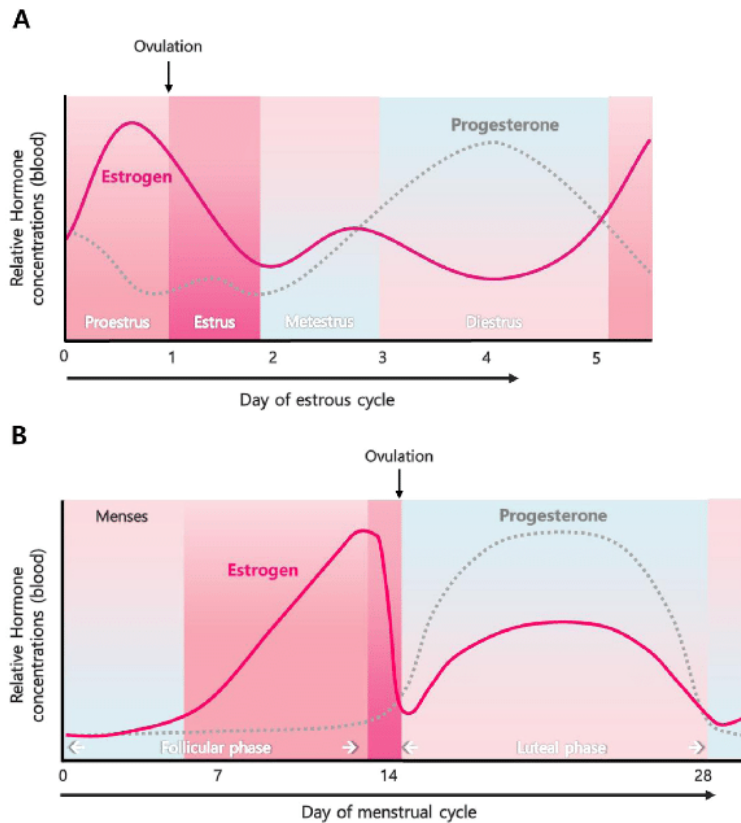 A
Ovulation
Progesterone
Estrogen
Relative Hormone
concentrations (blood)
Proestrus Estrus Metestrus Diestrus
0 1 2 3 4 5
Day of estrous cycle
B
Ovulation
Menses
Progesterone
Estrogen
Relative Hormone
concentrations (blood)
Follicular phase Luteal phase
0 7 14 28
Day of menstrual cycle